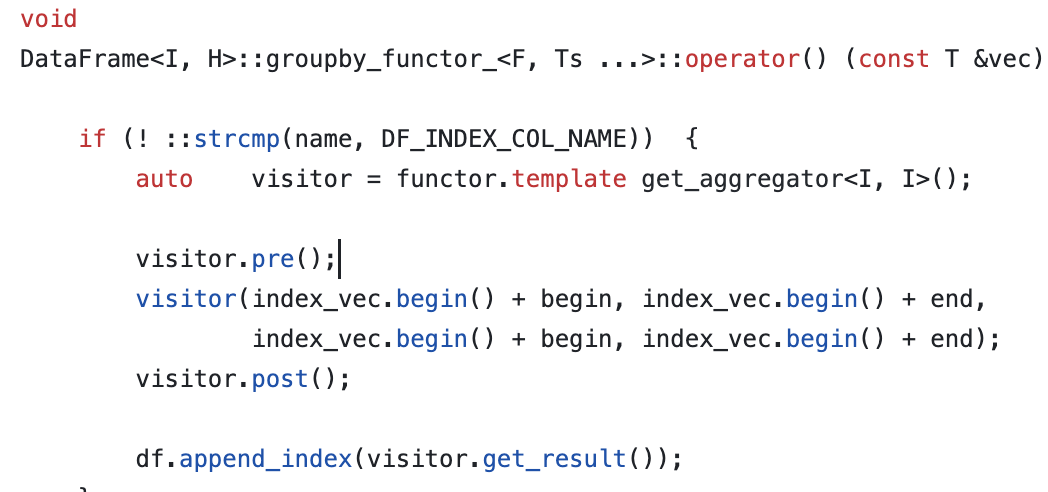 void
DataFrame<I, H>::groupby_functor_<F, Ts ...>::operator() (const T &vec)
    if (! ::strcmp(name, DF_INDEX_COL_NAME))  {
        auto    visitor = functor.template get_aggregator<I, I>();
        visitor.pre();
        visitor(index_vec.begin() + begin, index_vec.begin() + end,
                index_vec.begin() + begin, index_vec.begin() + end);
        visitor.post();
        df.append_index(visitor.get_result());
    }